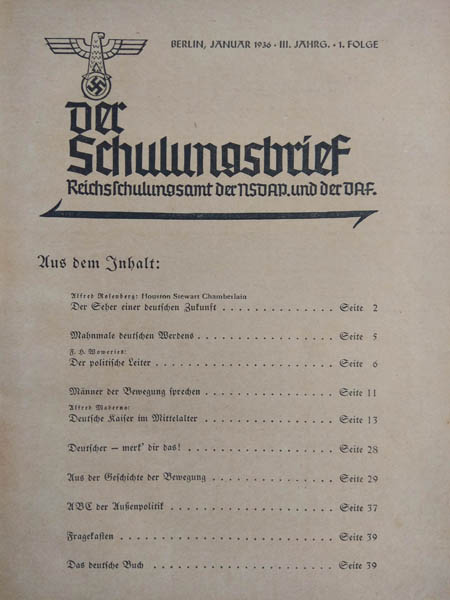 BERLIN, JANUAR 1936 · III. JAHRG. · 1. FOLGE
Der
Schulungsbrief
Reichsschulungsamt der NSDAP. und der DAF.
Aus dem Inhalt:
Alfred Rosenberg: Houston Stewart Chamberlain
Der Seher einer deutschen Zukunft . . . . . . . . . . . . . Seite 2
Mahnmale deutschen Werdens . . . . . . . . . . . . . . . Seite 5
F. H. Woweries:
Der politische Leiter . . . . . . . . . . . . . . . . . . . . Seite 6
Männer der Bewegung sprechen . . . . . . . . . . . . . . Seite 11
Alfred Maderno:
Deutsche Kaiser im Mittelalter . . . . . . . . . . . . . . . Seite 13
Deutscher — merk' dir das! . . . . . . . . . . . . . . . . Seite 28
Aus der Geschichte der Bewegung . . . . . . . . . . . . . Seite 29
ABC der Außenpolitik . . . . . . . . . . . . . . . . . . . Seite 37
Fragekasten . . . . . . . . . . . . . . . . . . . . . . . . Seite 39
Das deutsche Buch . . . . . . . . . . . . . . . . . . . . . Seite 39